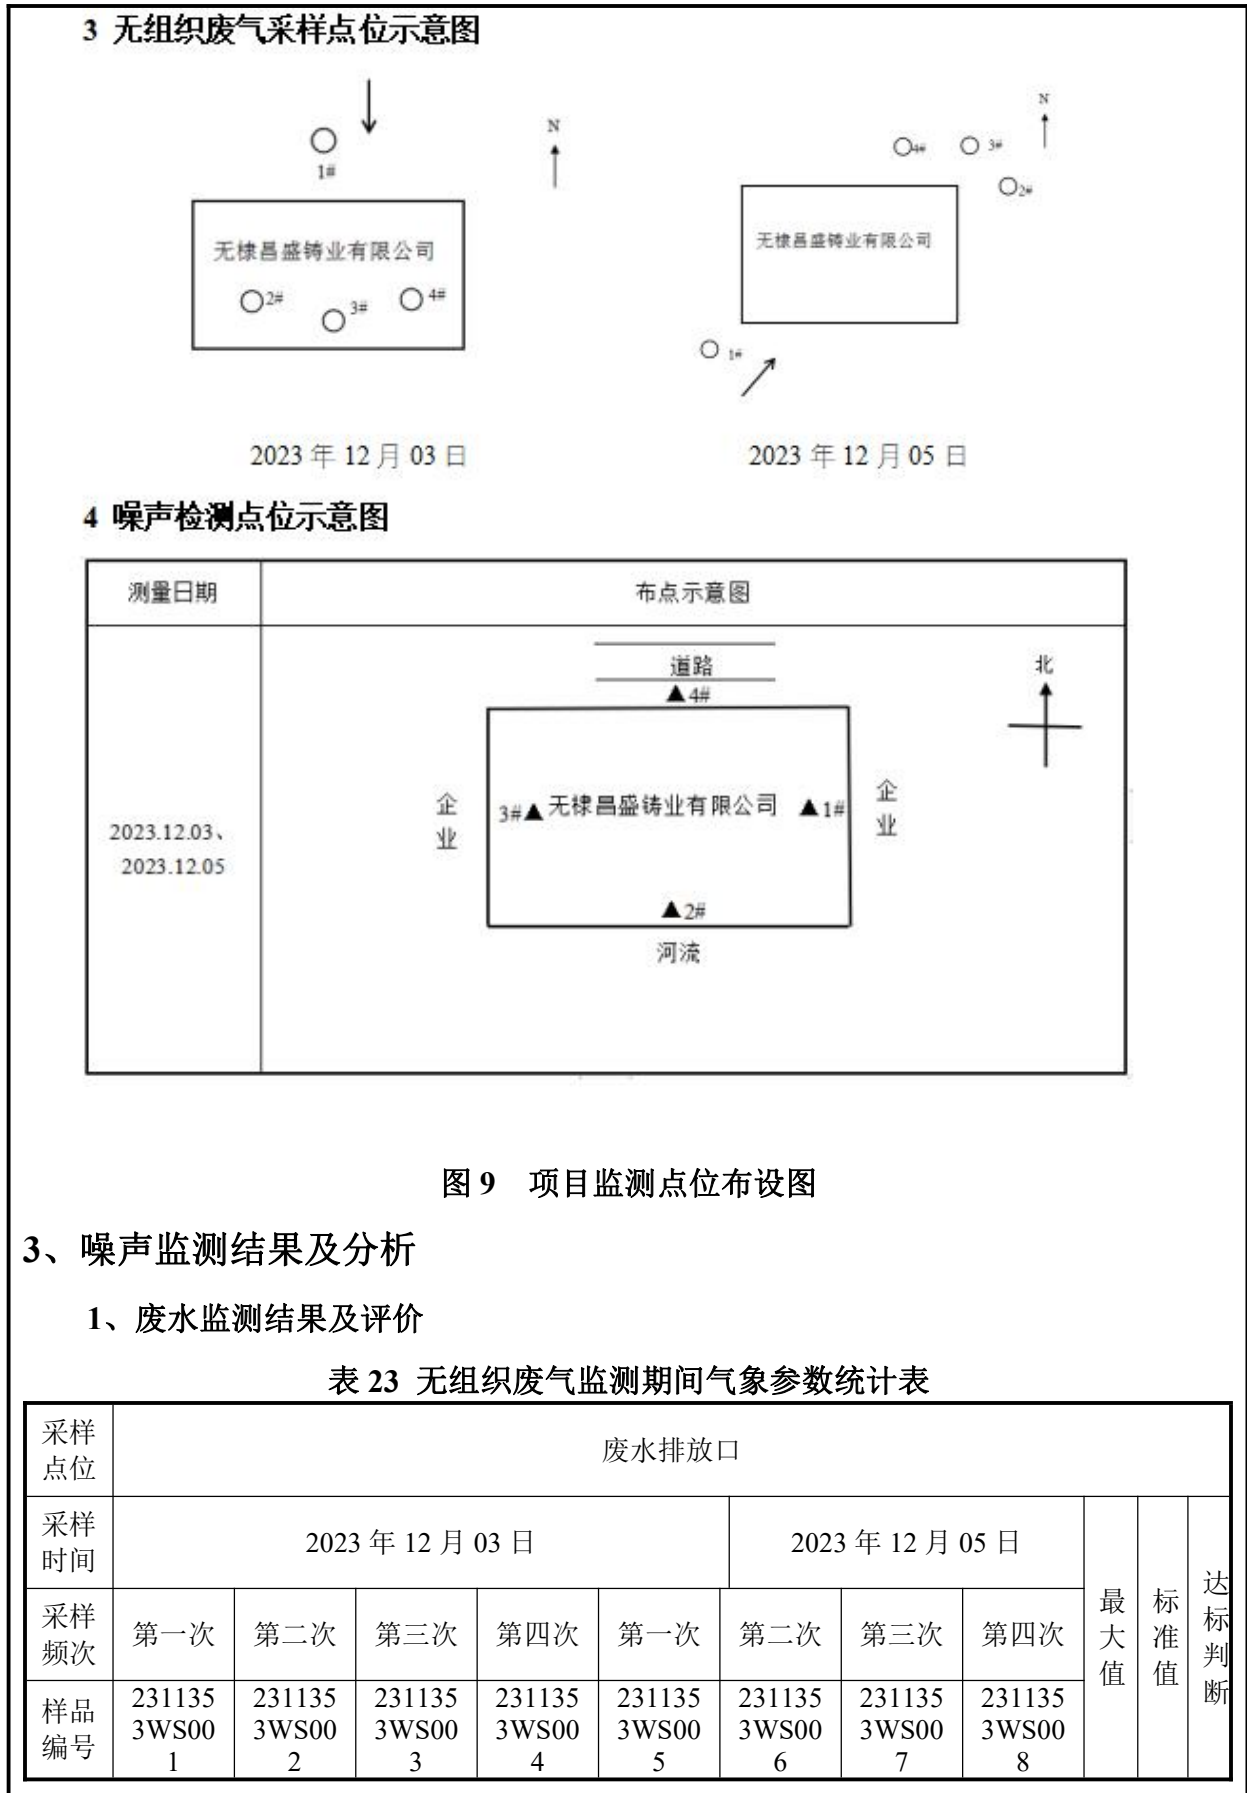 3 无组织废气采样点位示意图
N
1#
无棣昌盛铸业有限公司
2#
3#
4#
N
4#
3#
2#
无棣昌盛铸业有限公司
1#
2023 年 12 月 03 日
2023 年 12 月 05 日
4 噪声检测点位示意图
测量日期
布点示意图
2023.12.03、
2023.12.05
道路
▲4#
北
企业
3#▲
无棣昌盛铸业有限公司
▲1#
企业
▲2#
河流
图 9 项目监测点位布设图
3、噪声监测结果及分析
1、废水监测结果及评价
表 23 无组织废气监测期间气象参数统计表
采样点位 废水排放口
采样时间 2023 年 12 月 03 日 2023 年 12 月 05 日 最大值 标准值 达标判断
采样频次 第一次 第二次 第三次 第四次 第一次 第二次 第三次 第四次
样品编号 2311353WS001 2311353WS002 2311353WS003 2311353WS004 2311353WS005 2311353WS006 2311353WS007 2311353WS008